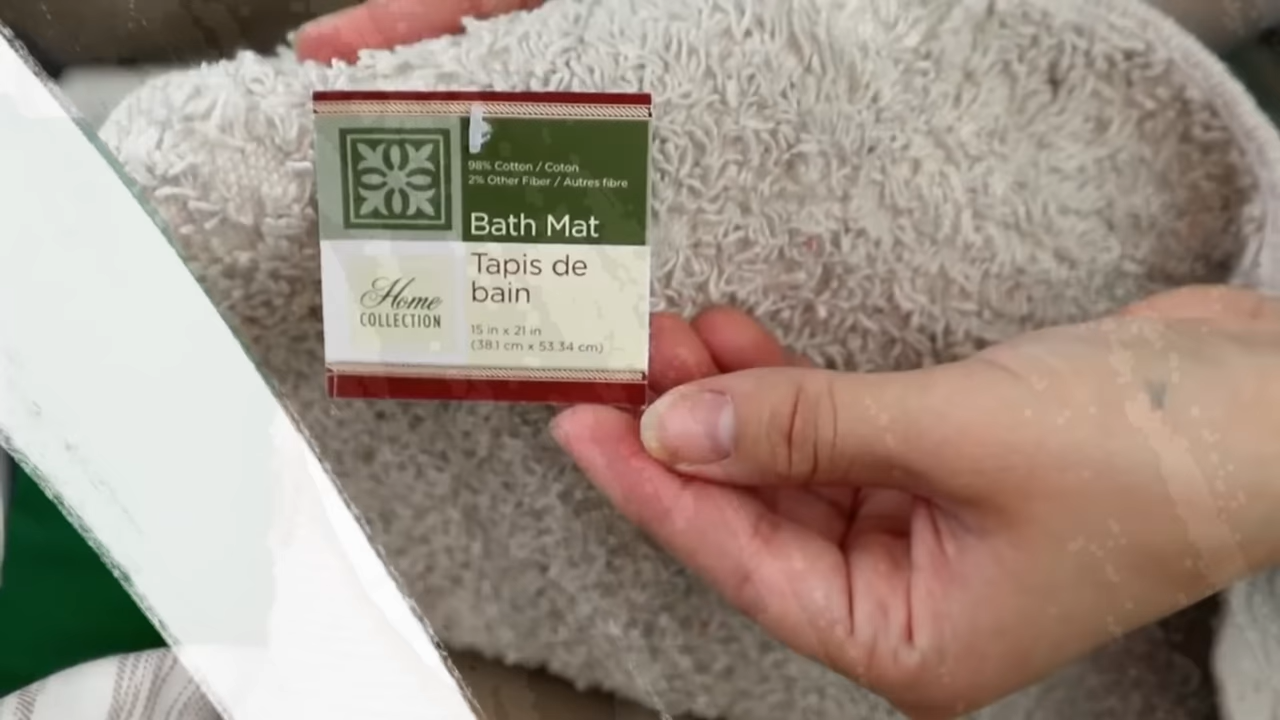 98% Cotton / Coton
2% Other Fiber / Autres fibre
Bath Mat
Tapis de
bain
Home
COLLECTION
15 in x 21 in
(38.1 cm x 53.34 cm)